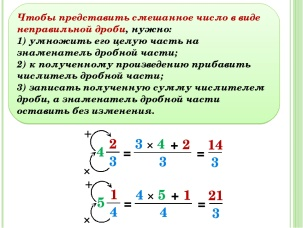 Чтобы представить смешанное число в виде
неправильной дроби, нужно:
1) умножить его целую часть на
знаменатель дробной части;
2) к полученному произведению прибавить
числитель дробной части;
3) записать полученную сумму числителем
дроби, а знаменатель дробной части
оставить без изменения.
+
4 2/3 = 3 × 4 + 2 / 3 = 14/3
×
+
5 1/4 = 4 × 5 + 1 / 4 = 21/3
×